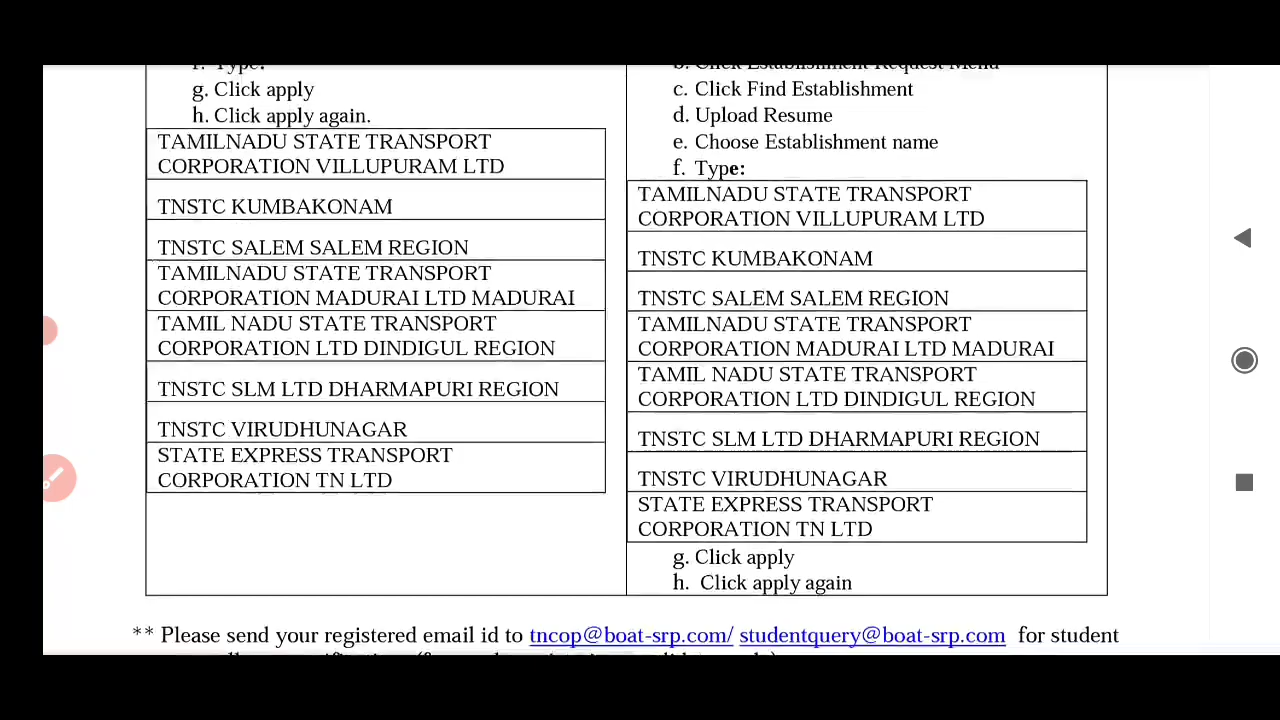 f. Type:
g. Click apply
h. Click apply again.
TAMILNADU STATE TRANSPORT
CORPORATION VILLUPURAM LTD
TNSTC KUMBAKONAM
TNSTC SALEM SALEM REGION
TAMILNADU STATE TRANSPORT
CORPORATION MADURAI LTD MADURAI
TAMIL NADU STATE TRANSPORT
CORPORATION LTD DINDIGUL REGION
TNSTC SLM LTD DHARMAPURI REGION
TNSTC VIRUDHUNAGAR
STATE EXPRESS TRANSPORT
CORPORATION TN LTD
b. Click Establishment Request Menu
c. Click Find Establishment
d. Upload Resume
e. Choose Establishment name
f. Type:
TAMILNADU STATE TRANSPORT
CORPORATION VILLUPURAM LTD
TNSTC KUMBAKONAM
TNSTC SALEM SALEM REGION
TAMILNADU STATE TRANSPORT
CORPORATION MADURAI LTD MADURAI
TAMIL NADU STATE TRANSPORT
CORPORATION LTD DINDIGUL REGION
TNSTC SLM LTD DHARMAPURI REGION
TNSTC VIRUDHUNAGAR
STATE EXPRESS TRANSPORT
CORPORATION TN LTD
g. Click apply
h. Click apply again
** Please send your registered email id to tncop@boat-srp.com/ studentquery@boat-srp.com for student